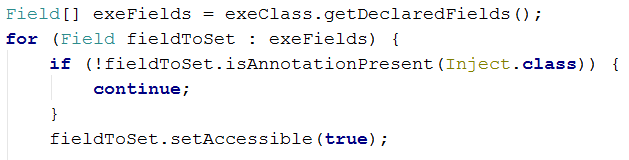 Field[] exeFields = exeClass.getDeclaredFields();
for (Field fieldToSet : exeFields) {
    if (!fieldToSet.isAnnotationPresent(Inject.class)) {
        continue;
    }
    fieldToSet.setAccessible(true);